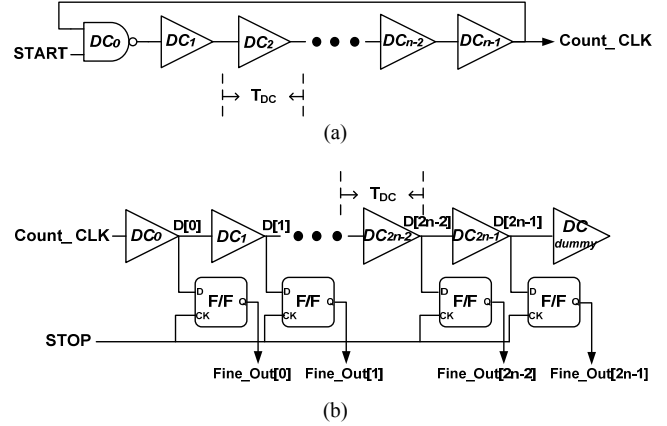 DC0 DC1 DC2 DCn-2 DCn-1
START Count_CLK
TDC
(a)
TDC
D[0] D[1] D[2n-2] D[2n-1]
Count_CLK DC0 DC1 DC2n-2 DC2n-1 DC dummy
D F/F Q D F/F Q D F/F Q D F/F Q
CK CK CK CK
STOP
Fine_Out[0] Fine_Out[1] Fine_Out[2n-2] Fine_Out[2n-1]
(b)